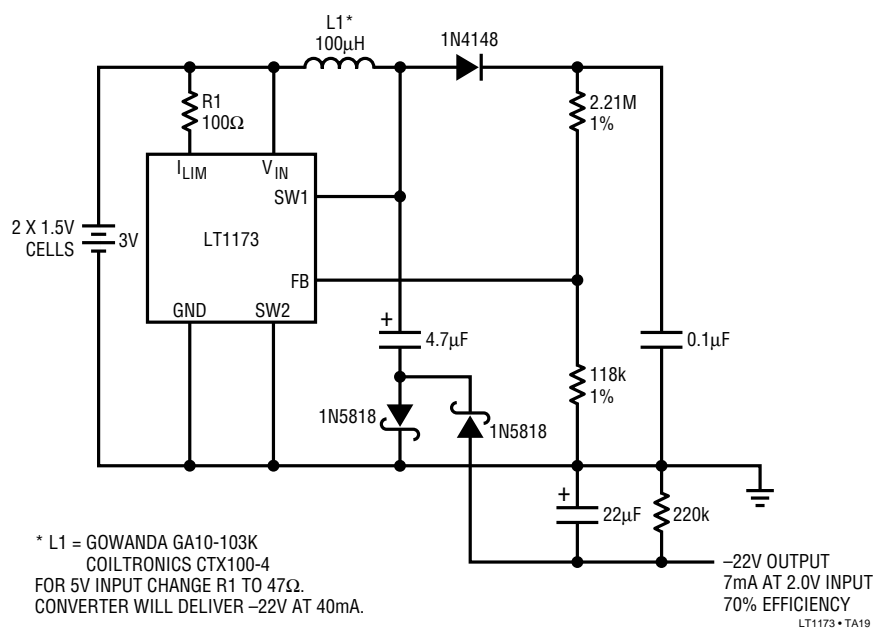 L1*
100µH
1N4148
R1
100Ω
2.21M
1%
ILIM
VIN
SW1
2 X 1.5V
CELLS
3V
LT1173
FB
GND
SW2
+
4.7µF
0.1µF
118k
1%
1N5818
1N5818
+
22µF
220k
* L1 = GOWANDA GA10-103K
COILTRONICS CTX100-4
FOR 5V INPUT CHANGE R1 TO 47Ω.
CONVERTER WILL DELIVER –22V AT 40mA.
–22V OUTPUT
7mA AT 2.0V INPUT
70% EFFICIENCY
LT1173 • TA19